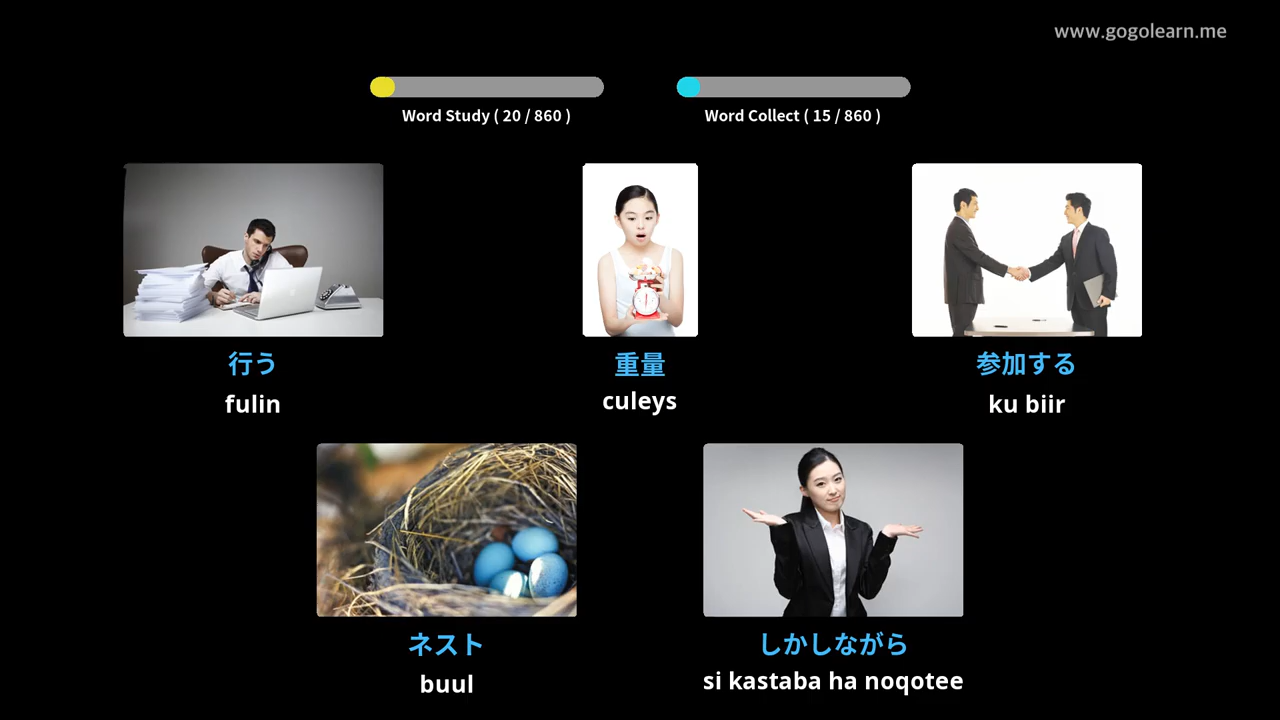 www.gogolearn.me
Word Study ( 20 / 860 )
Word Collect ( 15 / 860 )
行う
fulin
重量
culeys
参加する
ku biir
ネスト
buul
しかしながら
si kastaba ha noqotee